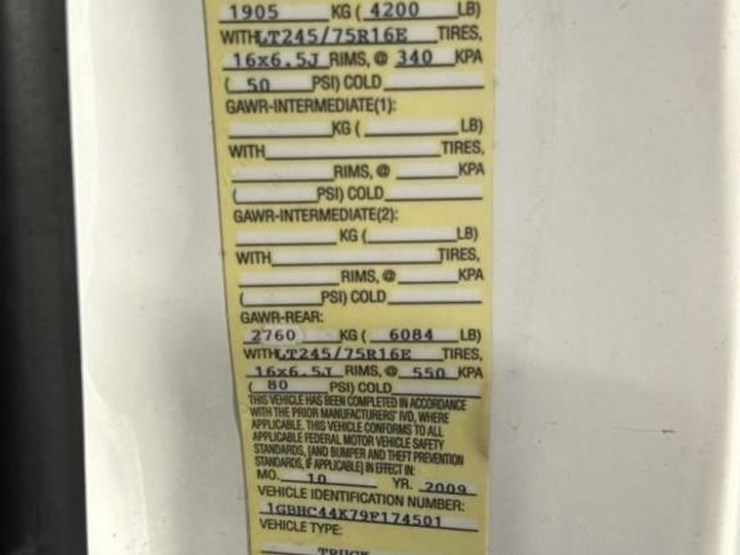 1905 KG ( 4200 LB)
WITH LT245/75R16E TIRES,
16x6.5J RIMS, @ 340 KPA
( 50 PSI) COLD
GAWR-INTERMEDIATE(1):
KG ( LB)
WITH TIRES,
RIMS, @ KPA
( PSI) COLD
GAWR-INTERMEDIATE(2):
KG ( LB)
WITH TIRES,
RIMS, @ KPA
( PSI) COLD
GAWR-REAR:
2760 KG ( 6084 LB)
WITH LT245/75R16E TIRES,
16x6.5J RIMS, @ 550 KPA
( 80 PSI) COLD
THIS VEHICLE HAS BEEN COMPLETED IN ACCORDANCE
WITH THE PRIOR MANUFACTURERS' IVD, WHERE
APPLICABLE. THIS VEHICLE CONFORMS TO ALL
APPLICABLE FEDERAL MOTOR VEHICLE SAFETY
STANDARDS, [AND BUMPER AND THEFT PREVENTION
STANDARDS, IF APPLICABLE] IN EFFECT IN:
MO. 10 YR. 2009
VEHICLE IDENTIFICATION NUMBER:
1GBHC44K79F174501
VEHICLE TYPE:
TRUCK